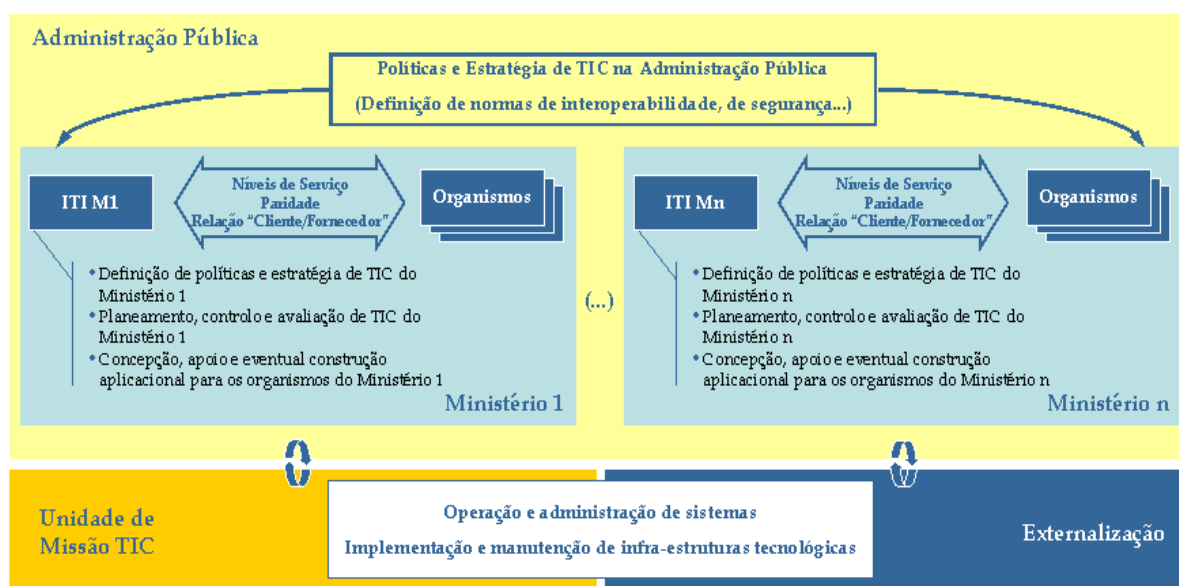 Administração Pública
Políticas e Estratégia de TIC na Administração Pública
(Definição de normas de interoperabilidade, de segurança...)
ITI M1
Níveis de Serviço
Paridade
Relação “Cliente/Fornecedor”
Organismos
• Definição de políticas e estratégia de TIC do
Ministério 1
• Planeamento, controlo e avaliação de TIC do
Ministério 1
• Concepção, apoio e eventual construção
aplicacional para os organismos do Ministério 1
Ministério 1
(...)
ITI Mn
Níveis de Serviço
Paridade
Relação “Cliente/Fornecedor”
Organismos
• Definição de políticas e estratégia de TIC do
Ministério n
• Planeamento, controlo e avaliação de TIC do
Ministério n
• Concepção, apoio e eventual construção
aplicacional para os organismos do Ministério n
Ministério n
Unidade de
Missão TIC
Operação e administração de sistemas
Implementação e manutenção de infra-estruturas tecnológicas
Externalização